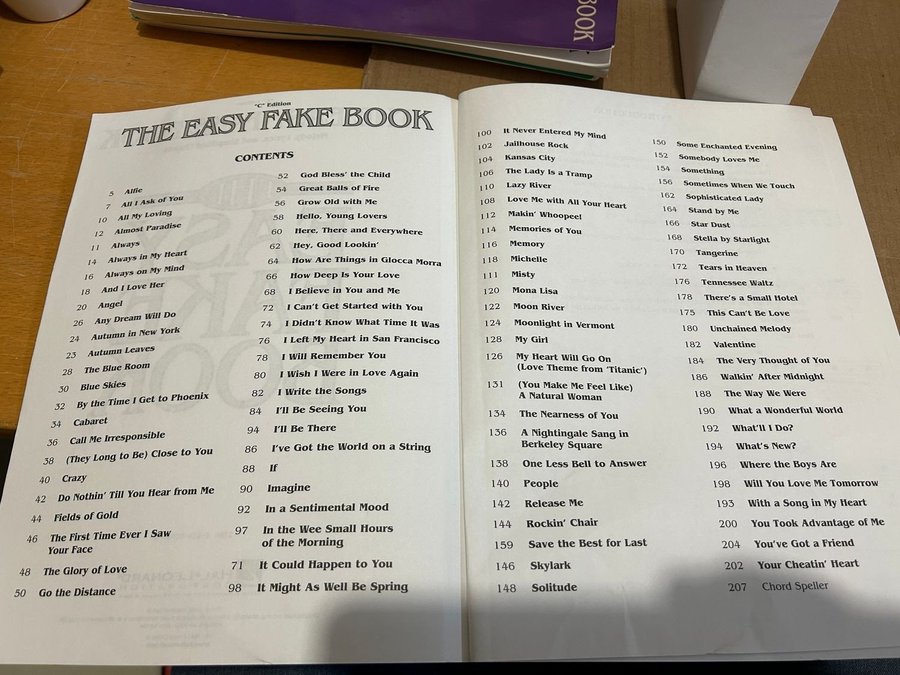 BOOK
"C" Edition
THE EASY FAKE BOOK
CONTENTS
5 Alfie
7 All I Ask of You
10 All My Loving
12 Almost Paradise
11 Always
14 Always in My Heart
16 Always on My Mind
18 And I Love Her
20 Angel
26 Any Dream Will Do
24 Autumn in New York
23 Autumn Leaves
28 The Blue Room
30 Blue Skies
32 By the Time I Get to Phoenix
34 Cabaret
36 Call Me Irresponsible
38 (They Long to Be) Close to You
40 Crazy
42 Do Nothin' Till You Hear from Me
44 Fields of Gold
46 The First Time Ever I Saw
Your Face
48 The Glory of Love
50 Go the Distance
52 God Bless' the Child
54 Great Balls of Fire
56 Grow Old with Me
58 Hello, Young Lovers
60 Here, There and Everywhere
62 Hey, Good Lookin'
64 How Are Things in Glocca Morra
66 How Deep Is Your Love
68 I Believe in You and Me
72 I Can't Get Started with You
74 I Didn't Know What Time It Was
76 I Left My Heart in San Francisco
78 I Will Remember You
80 I Wish I Were in Love Again
82 I Write the Songs
84 I'll Be Seeing You
94 I'll Be There
86 I've Got the World on a String
88 If
90 Imagine
92 In a Sentimental Mood
97 In the Wee Small Hours
of the Morning
71 It Could Happen to You
98 It Might As Well Be Spring
100 It Never Entered My Mind
102 Jailhouse Rock
104 Kansas City
106 The Lady Is a Tramp
110 Lazy River
108 Love Me with All Your Heart
112 Makin' Whoopee!
114 Memories of You
116 Memory
118 Michelle
111 Misty
120 Mona Lisa
122 Moon River
124 Moonlight in Vermont
128 My Girl
126 My Heart Will Go On
(Love Theme from 'Titanic')
131 (You Make Me Feel Like)
A Natural Woman
134 The Nearness of You
136 A Nightingale Sang in
Berkeley Square
138 One Less Bell to Answer
140 People
142 Release Me
144 Rockin' Chair
159 Save the Best for Last
146 Skylark
148 Solitude
150 Some Enchanted Evening
152 Somebody Loves Me
154 Something
156 Sometimes When We Touch
162 Sophisticated Lady
164 Stand by Me
166 Star Dust
168 Stella by Starlight
170 Tangerine
172 Tears in Heaven
176 Tennessee Waltz
178 There's a Small Hotel
175 This Can't Be Love
180 Unchained Melody
182 Valentine
184 The Very Thought of You
186 Walkin' After Midnight
188 The Way We Were
190 What a Wonderful World
192 What'll I Do?
194 What's New?
196 Where the Boys Are
198 Will You Love Me Tomorrow
193 With a Song in My Heart
200 You Took Advantage of Me
204 You've Got a Friend
202 Your Cheatin' Heart
207 Chord Speller